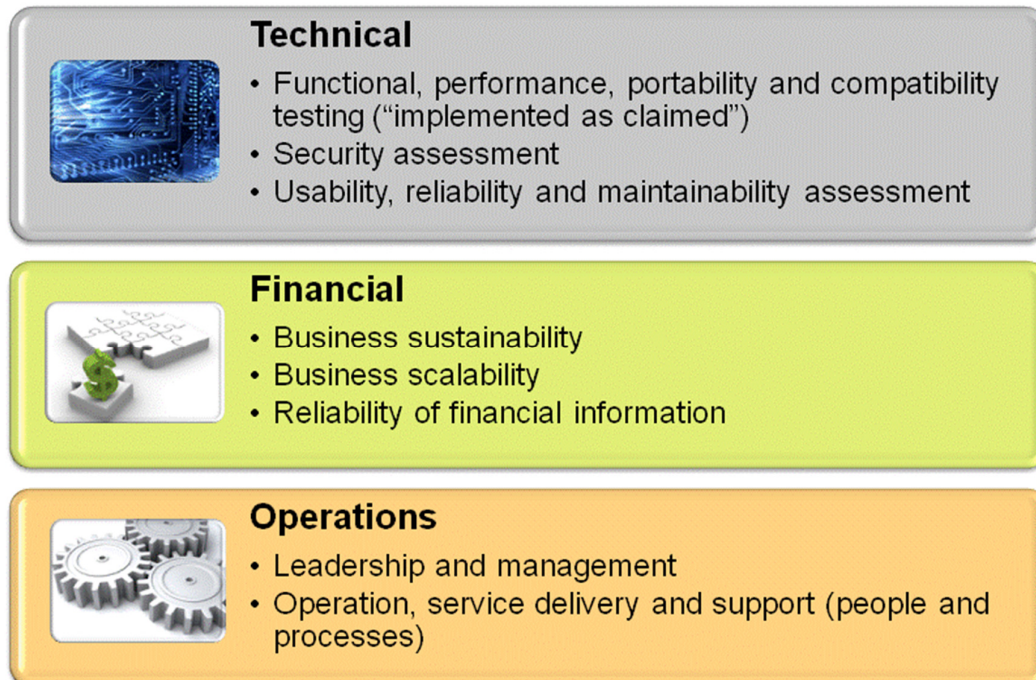 Technical
• Functional, performance, portability and compatibility
testing (“implemented as claimed”)
• Security assessment
• Usability, reliability and maintainability assessment
Financial
• Business sustainability
• Business scalability
• Reliability of financial information
Operations
• Leadership and management
• Operation, service delivery and support (people and
processes)